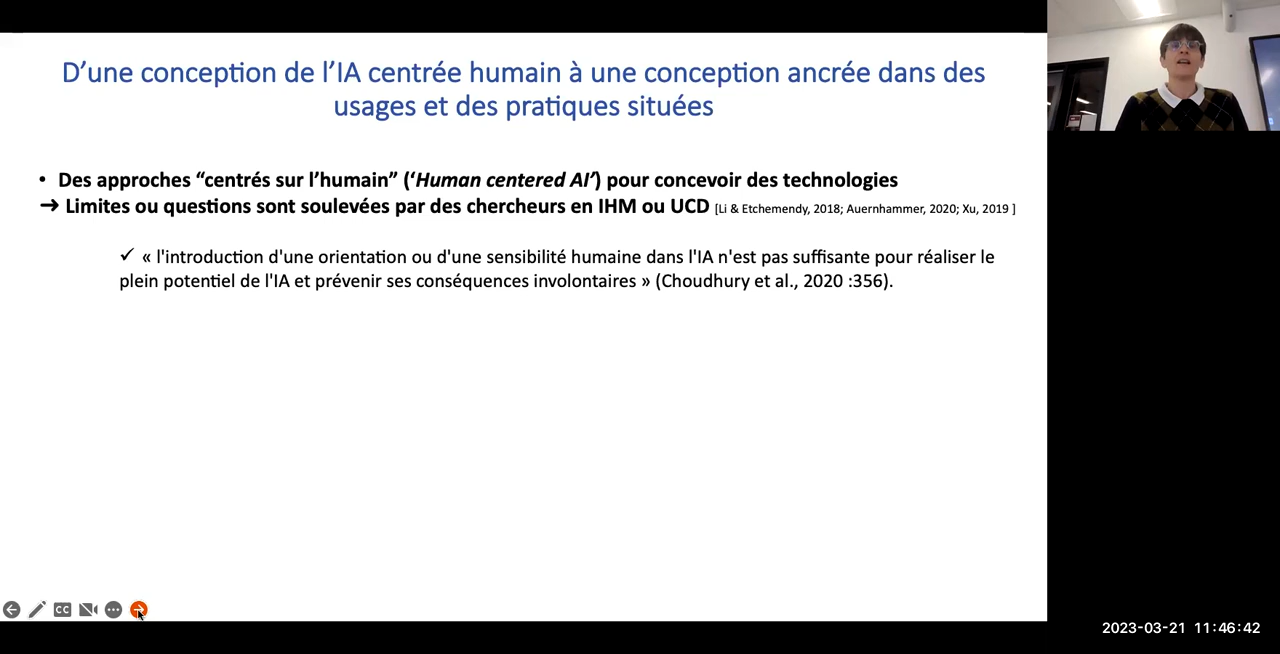 D’une conception de l’IA centrée humain à une conception ancrée dans des
usages et des pratiques situées
• Des approches “centrés sur l’humain” (‘Human centered AI’) pour concevoir des technologies
➔ Limites ou questions sont soulevées par des chercheurs en IHM ou UCD [Li & Etchemendy, 2018; Auernhammer, 2020; Xu, 2019 ]
✓ « l'introduction d'une orientation ou d'une sensibilité humaine dans l'IA n'est pas suffisante pour réaliser le
plein potentiel de l'IA et prévenir ses conséquences involontaires » (Choudhury et al., 2020 :356).
CC
2023-03-21 11:46:42